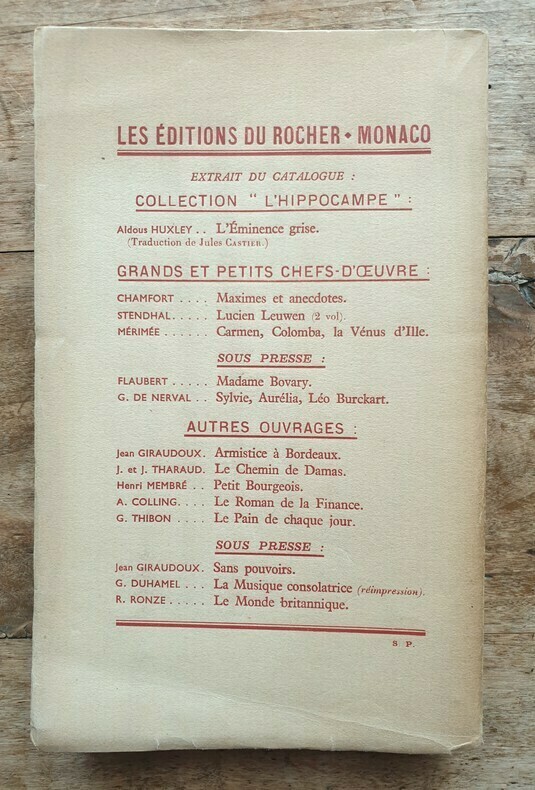 LES ÉDITIONS DU ROCHER • MONACO
EXTRAIT DU CATALOGUE :
COLLECTION " L'HIPPOCAMPE " :
Aldous HUXLEY . . L'Éminence grise.
(Traduction de Jules CASTIER.)
GRANDS ET PETITS CHEFS-D'ŒUVRE :
CHAMFORT . . . . Maximes et anecdotes.
STENDHAL. . . . . Lucien Leuwen (2 vol).
MÉRIMÉE . . . . . . Carmen, Colomba, la Vénus d'Ille.
SOUS PRESSE :
FLAUBERT . . . . . Madame Bovary.
G. DE NERVAL . . Sylvie, Aurélia, Léo Burckart.
AUTRES OUVRAGES :
Jean GIRAUDOUX. Armistice à Bordeaux.
J. et J. THARAUD. Le Chemin de Damas.
Henri MEMBRÉ . . Petit Bourgeois.
A. COLLING. . . . Le Roman de la Finance.
G. THIBON . . . . Le Pain de chaque jour.
SOUS PRESSE :
Jean GIRAUDOUX. Sans pouvoirs.
G. DUHAMEL . . . La Musique consolatrice (réimpression).
R. RONZE . . . . . Le Monde britannique.
S. P.